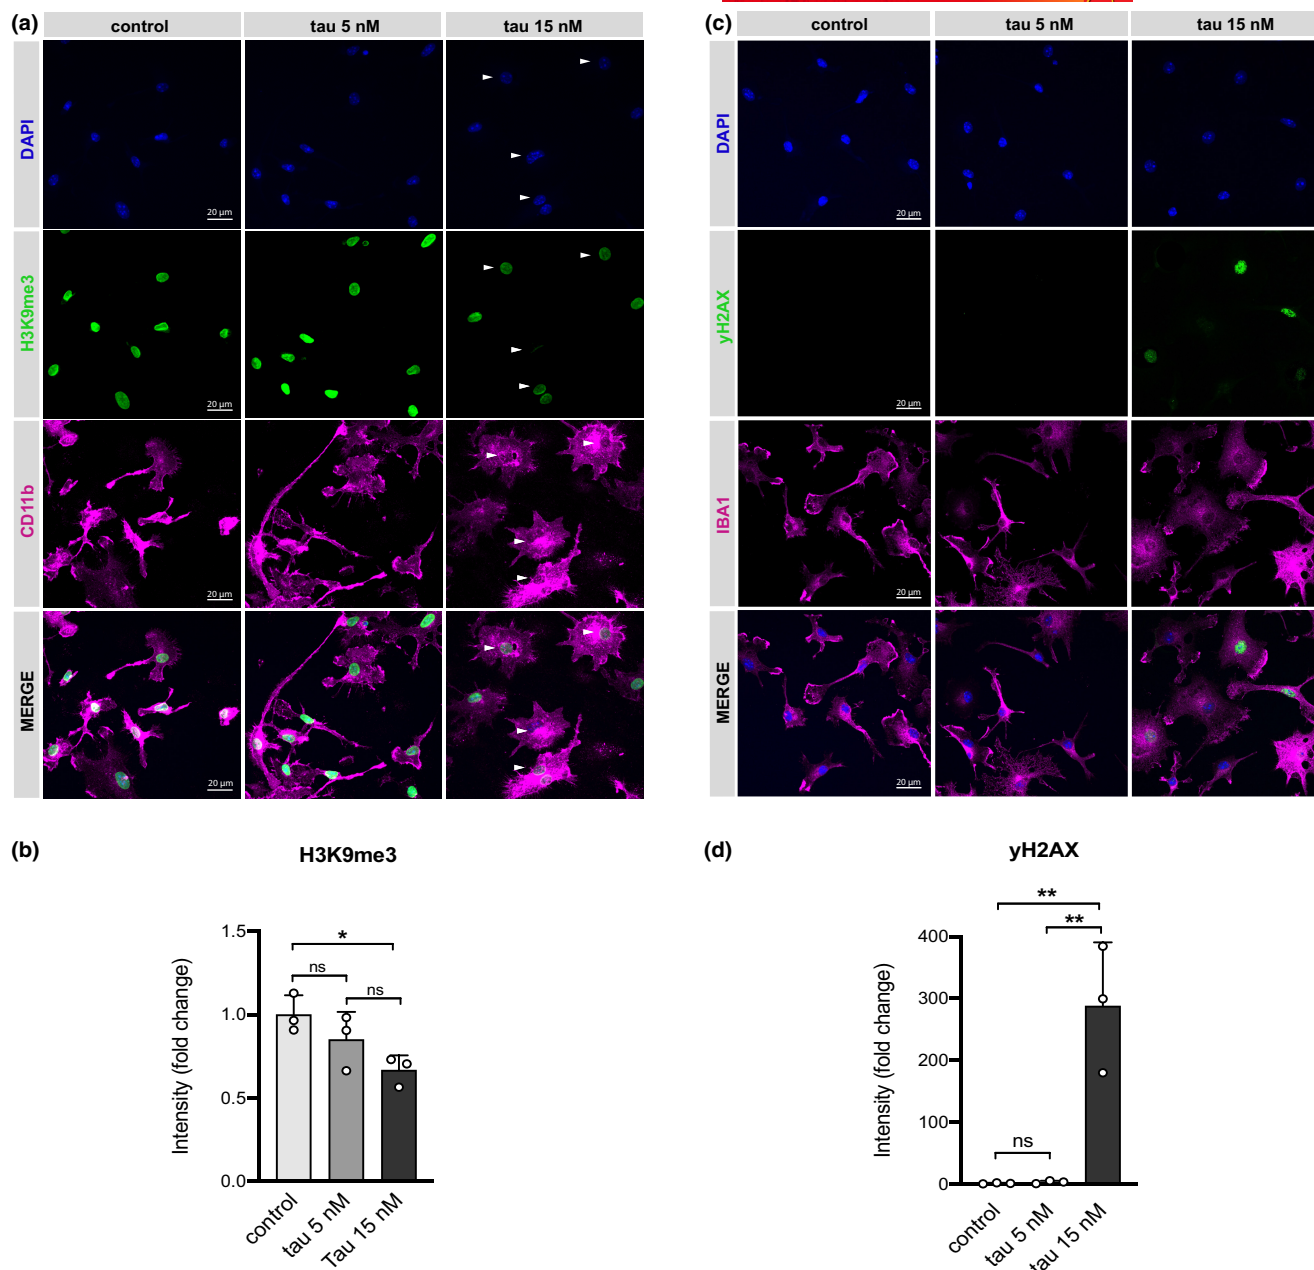 (a)
control
tau 5 nM
tau 15 nM
DAPI
20 µm
H3K9me3
20 µm
CD11b
20 µm
MERGE
20 µm
(c)
control
tau 5 nM
tau 15 nM
DAPI
20 µm
yH2AX
20 µm
IBA1
20 µm
MERGE
20 µm
(b)
H3K9me3
Intensity (fold change)
1.5
1.0
0.5
0.0
*
ns
ns
control
tau 5 nM
Tau 15 nM
(d)
yH2AX
Intensity (fold change)
400
300
200
100
0
**
**
ns
control
tau 5 nM
tau 15 nM